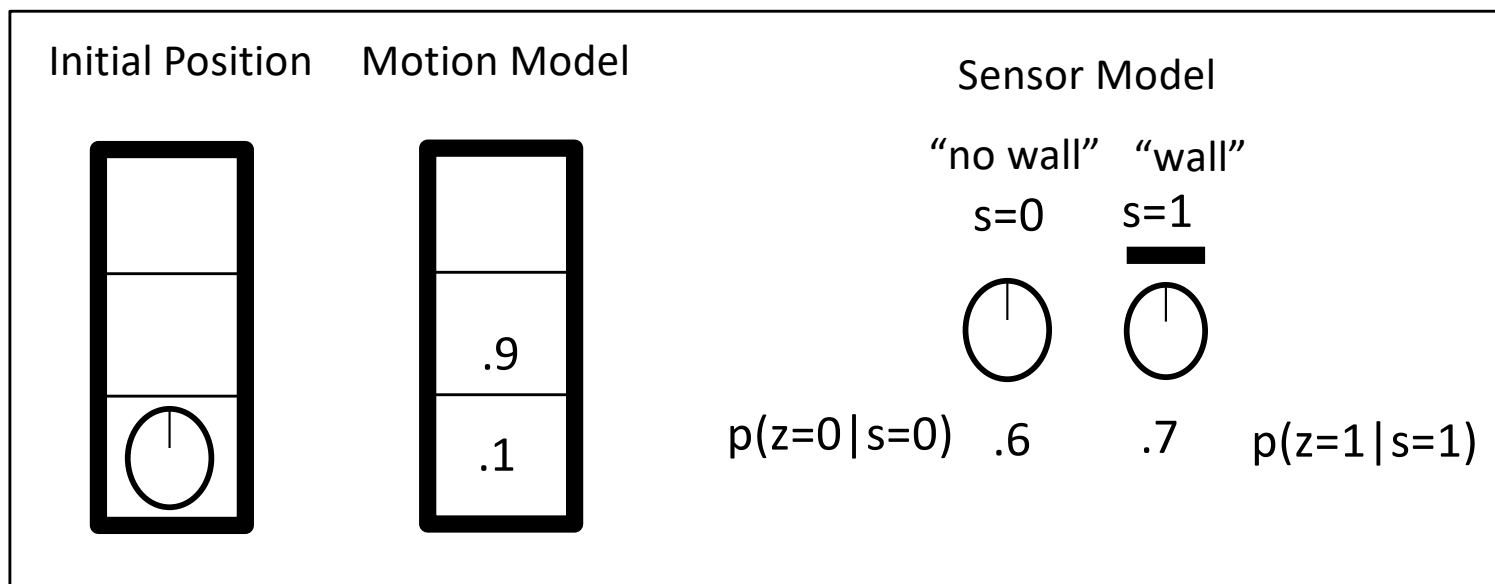 Initial Position
Motion Model
.9
.1
Sensor Model
“no wall” “wall”
s=0 s=1
p(z=0|s=0) .6 .7 p(z=1|s=1)